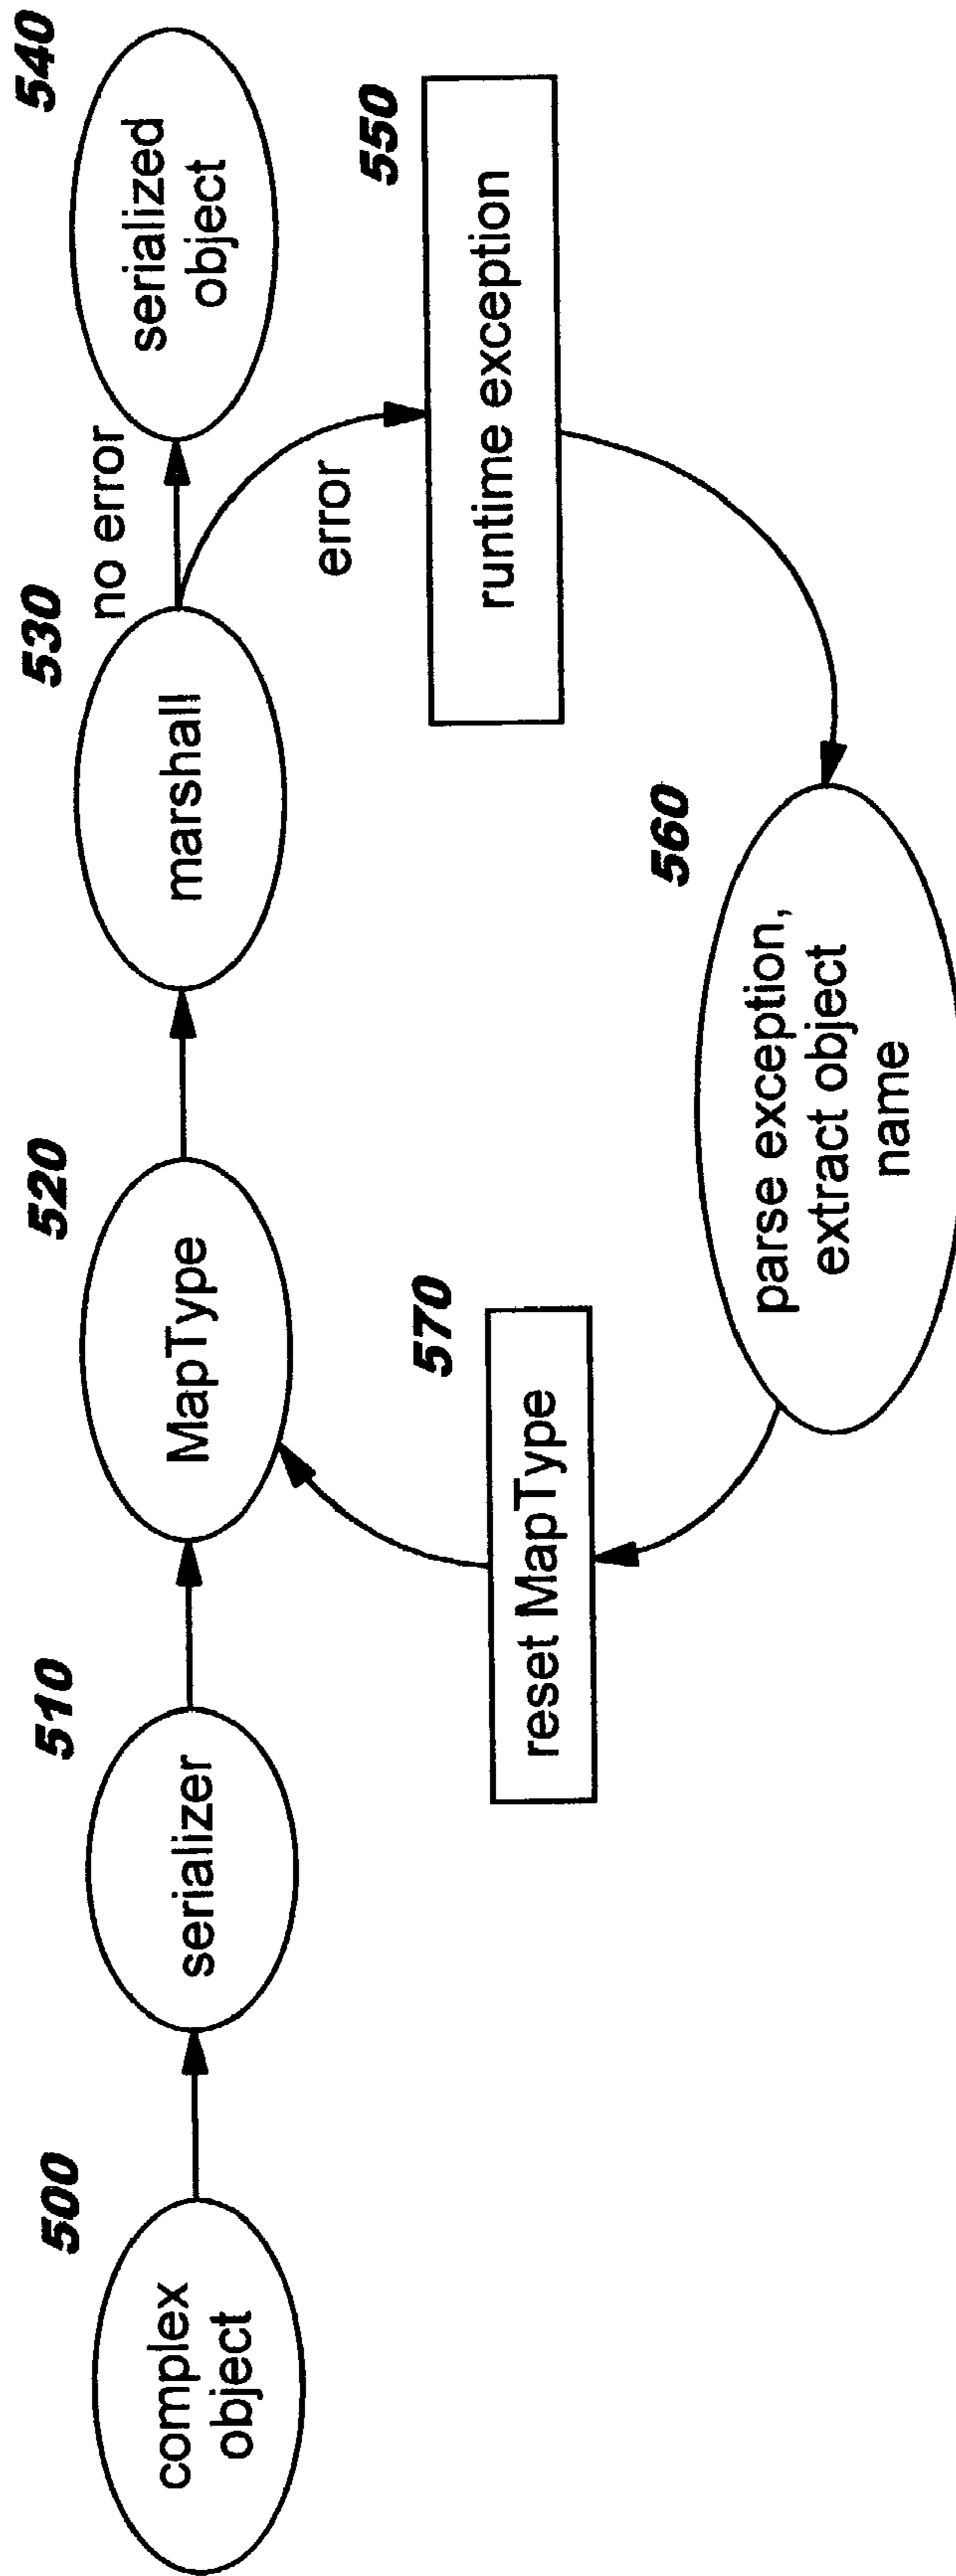 500
complex
object
510
serializer
520
MapType
530
marshall
no error
540
serialized
object
error
550
runtime exception
560
parse exception,
extract object
name
570
reset MapType